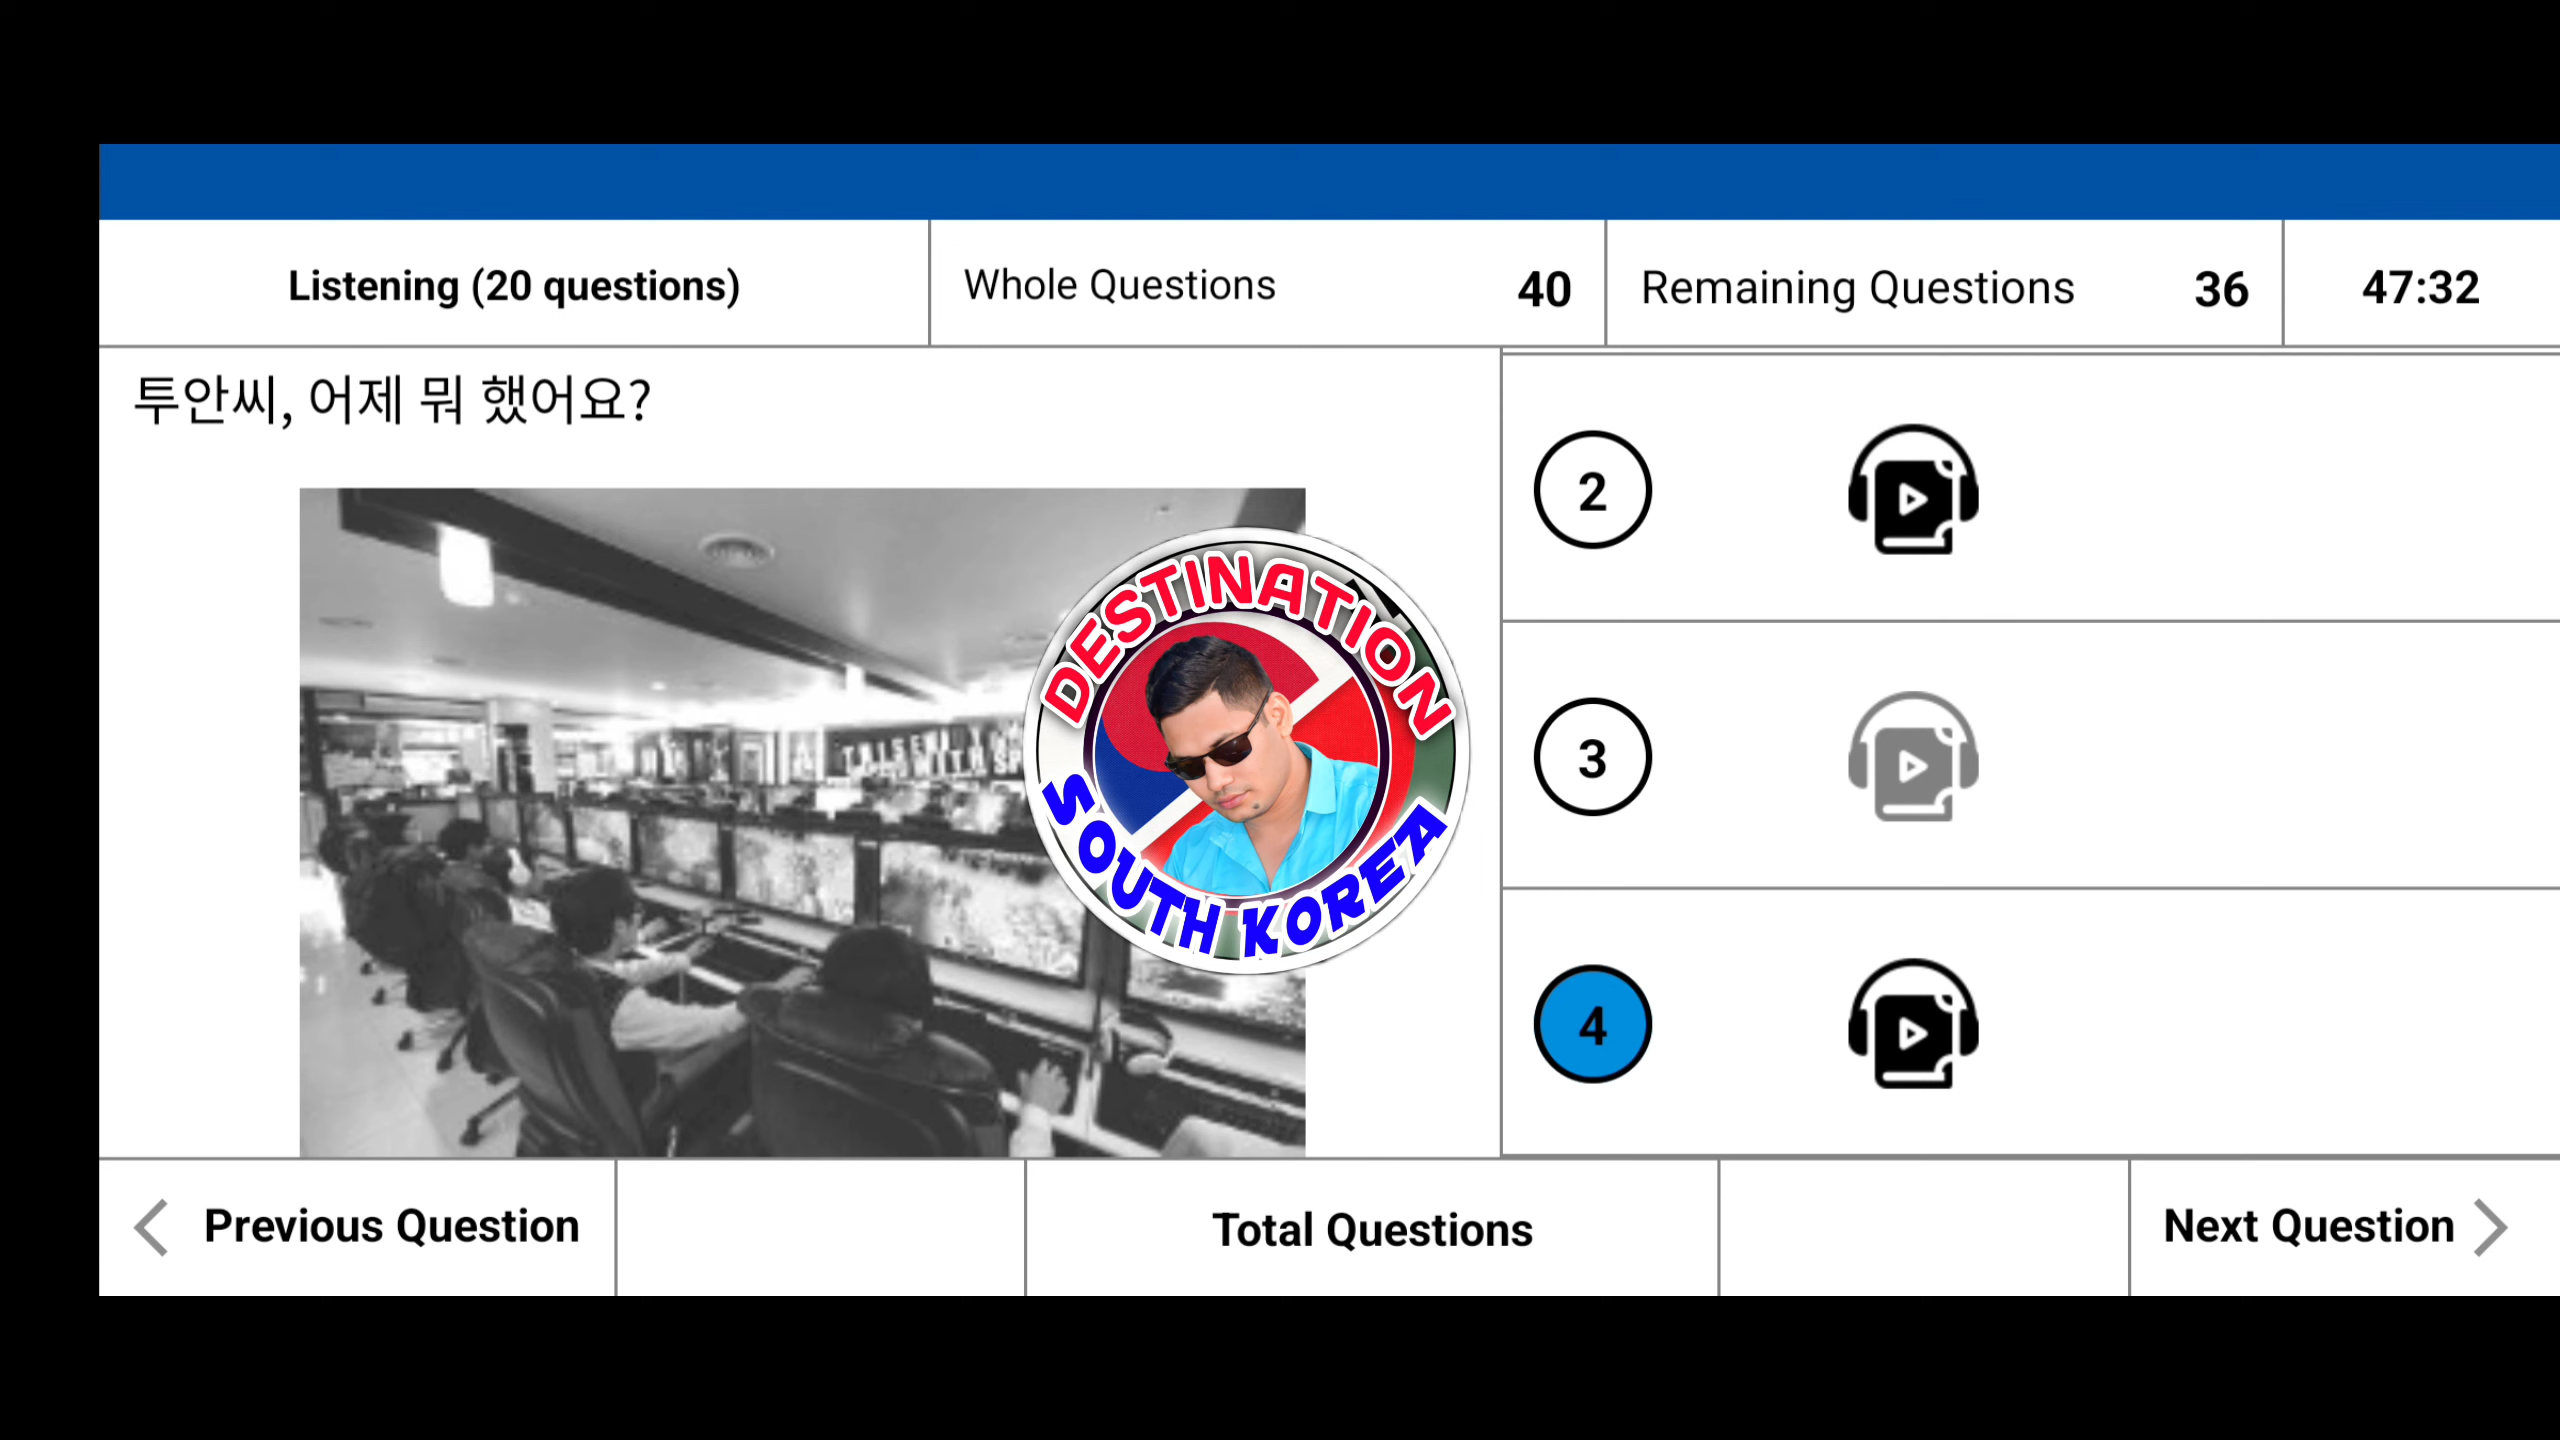 Listening (20 questions)
Whole Questions 40
Remaining Questions 36
47:32
투안씨, 어제 뭐 했어요?
DESTINATION
SOUTH KOREA
2
3
4
Previous Question
Total Questions
Next Question